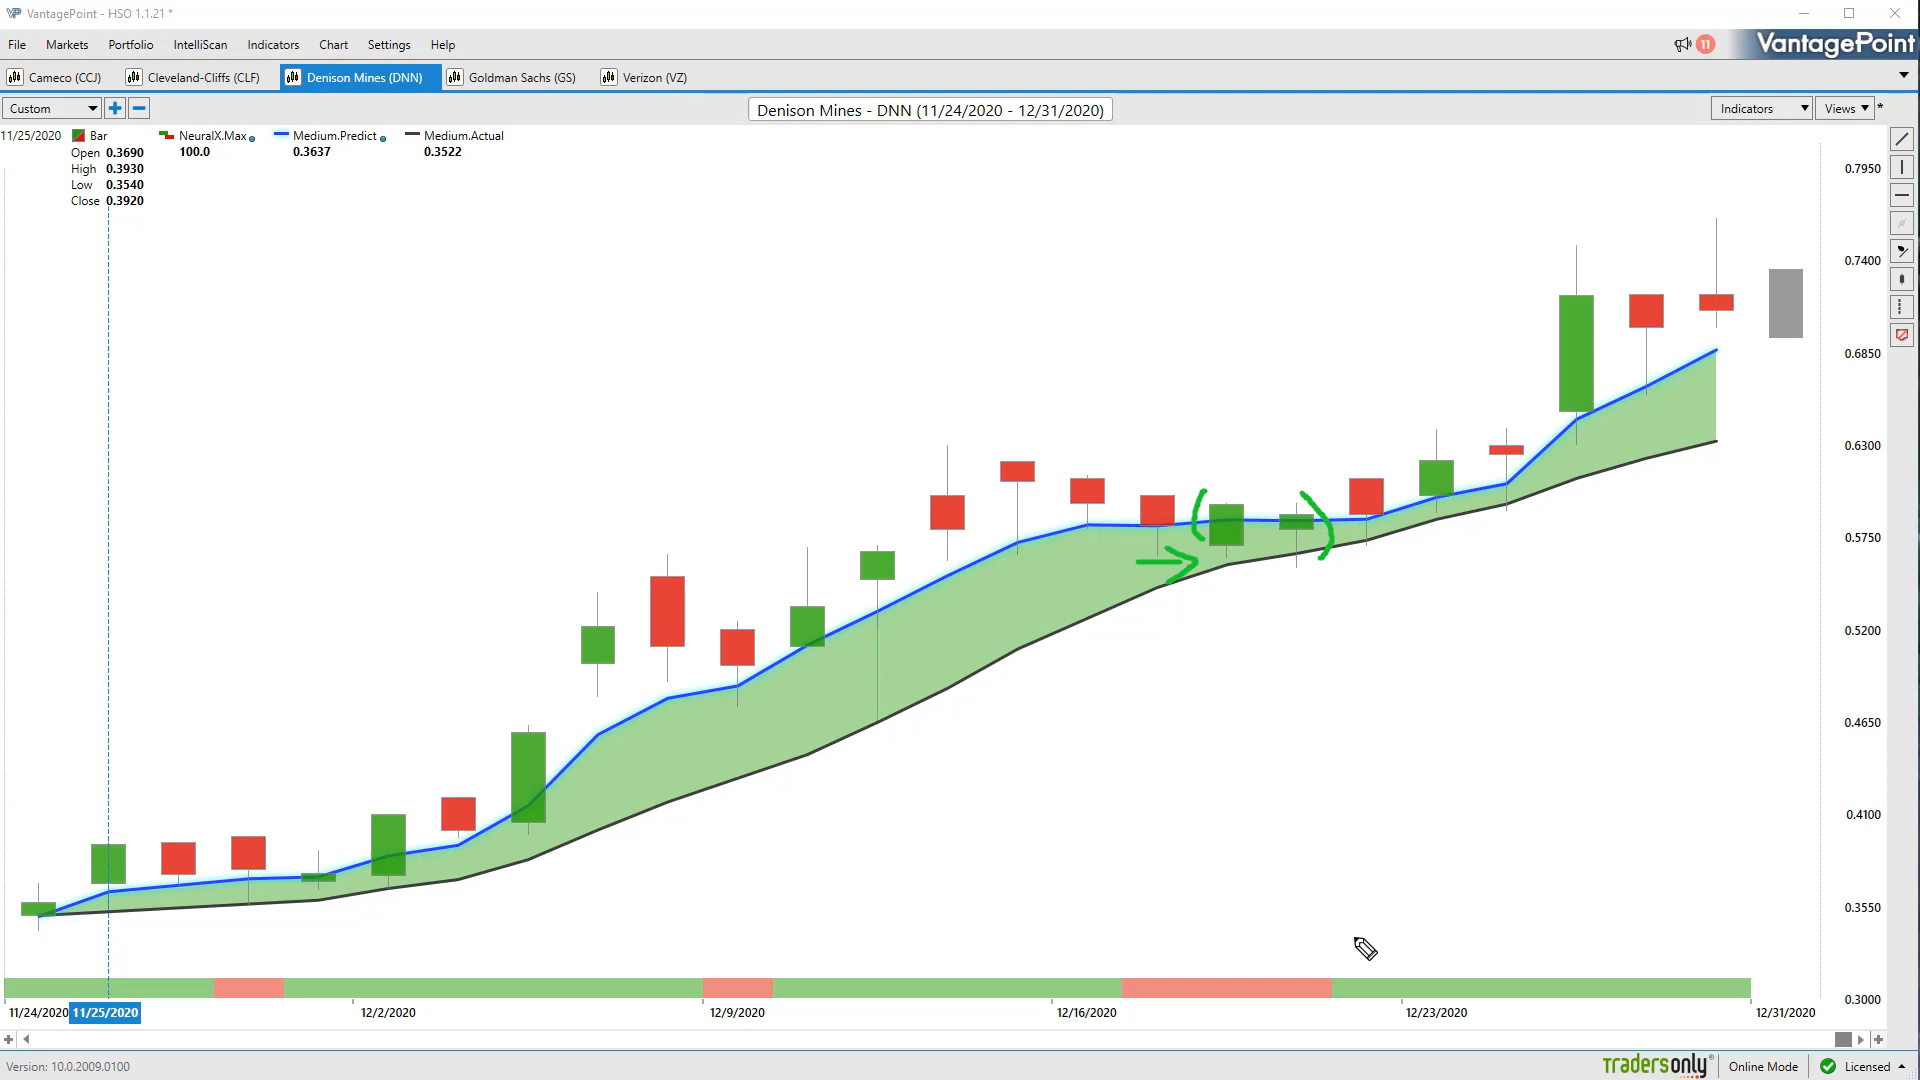 VP VantagePoint - HSO 1.1.21 *
File Markets Portfolio IntelliScan Indicators Chart Settings Help 11 VantagePoint
Cameco (CCJ) Cleveland-Cliffs (CLF) Denison Mines (DNN) Goldman Sachs (GS) Verizon (VZ)
Custom Denison Mines - DNN (11/24/2020 - 12/31/2020) Indicators Views *
11/25/2020 Bar NeuralX.Max Medium.Predict Medium.Actual
Open 0.3690 100.0 0.3637 0.3522
High 0.3930
Low 0.3540
Close 0.3920
0.7950
0.7400
0.6850
0.6300
0.5750
0.5200
0.4650
0.4100
0.3550
0.3000
11/24/2020 11/25/2020 12/2/2020 12/9/2020 12/16/2020 12/23/2020 12/31/2020
Version: 10.0.2009.0100 tradersonly Online Mode Licensed